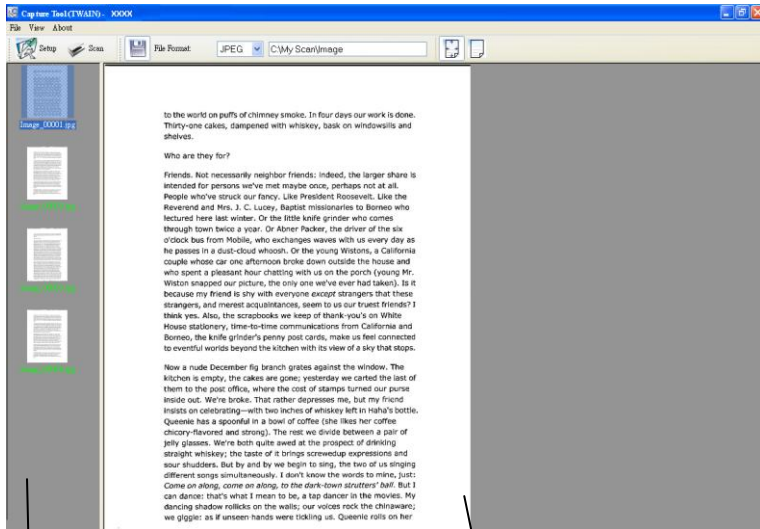 Capture Tool(TWAIN) - XXXX
File View About
Setup Scan File Format JPEG C:\My Scan\Image
Image_00001.jpg
to the world on puffs of chimney smoke. In four days our work is done.
Thirty-one cakes, dampened with whiskey, bask on windowsills and
shelves.
Who are they for?
Friends. Not necessarily neighbor friends: indeed, the larger share is
intended for persons we've met maybe once, perhaps not at all.
People who've struck our fancy. Like President Roosevelt. Like the
Reverend and Mrs. J. C. Lucey, Baptist missionaries to Borneo who
lectured here last winter. Or the little knife grinder who comes
through town twice a year. Or Abner Packer, the driver of the six
o'clock bus from Mobile, who exchanges waves with us every day as
he passes in a dust-cloud whoosh. Or the young Wistons, a California
couple whose car one afternoon broke down outside the house and
who spent a pleasant hour chatting with us on the porch (young Mr.
Wiston snapped our picture, the only one we've ever had taken). Is it
because my friend is shy with everyone except strangers that these
strangers, and merest acquaintances, seem to us our truest friends? I
think yes. Also, the scrapbooks we keep of thank-you's on White
House stationery, time-to-time communications from California and
Borneo, the knife grinder's penny post cards, make us feel connected
to eventful worlds beyond the kitchen with its view of a sky that stops.
Now a nude December fig branch grates against the window. The
kitchen is empty, the cakes are gone; yesterday we carted the last of
them to the post office, where the cost of stamps turned our purse
inside out. We're broke. That rather depresses me, but my friend
insists on celebrating—with two inches of whiskey left in Haha's bottle.
Queenie has a spoonful in a bowl of coffee (she likes her coffee
chicory-flavored and strong). The rest we divide between a pair of
jelly glasses. We're both quite awed at the prospect of drinking
straight whiskey; the taste of it brings screwedup expressions and
sour shudders. But by and by we begin to sing, the two of us singing
different songs simultaneously. I don't know the words to mine, just:
Come on along, come on along, to the dark-town strutters' ball. But I
can dance: that's what I mean to be, a tap dancer in the movies. My
dancing shadow rollicks on the walls; our voices rock the chinaware;
we giggle: as if unseen hands were tickling us. Queenie rolls on her